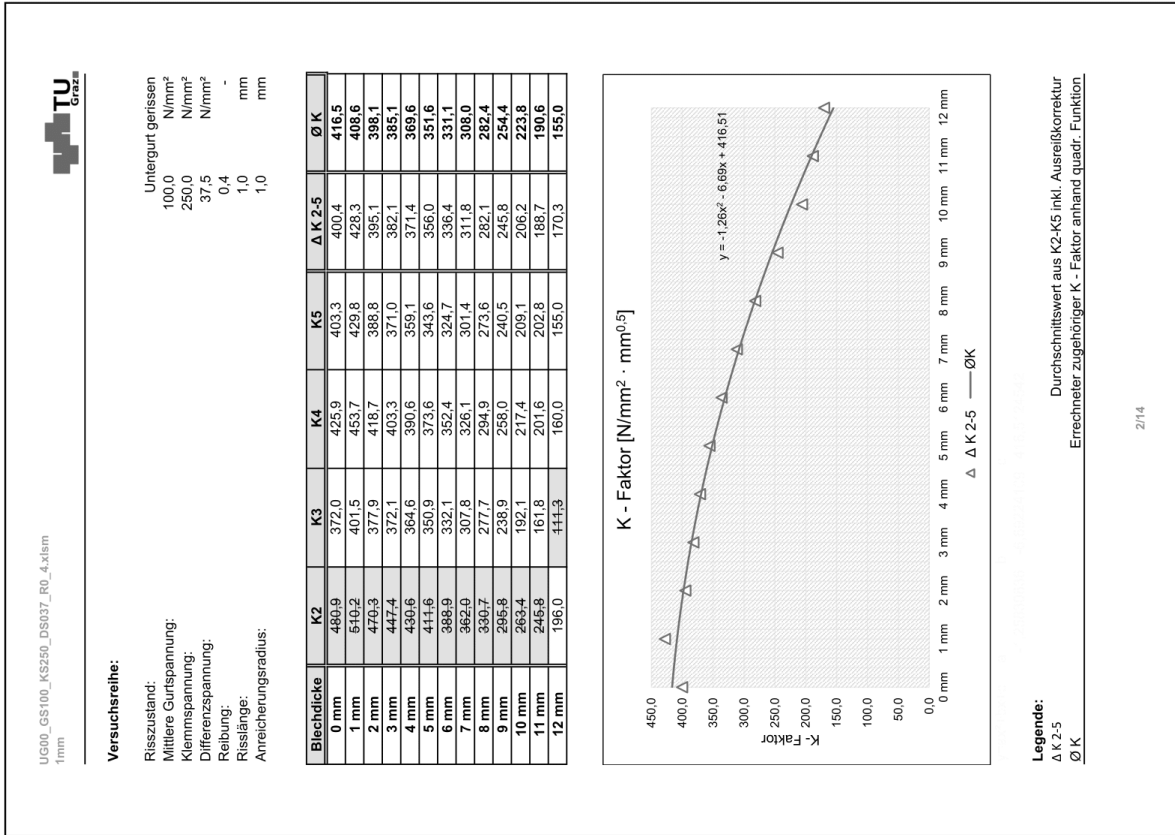 UG00_GS100_KS250_DS037_R0_4.xlsm
1mm
TU
Graz
Versuchsreihe:
Risszustand: Untergurt gerissen
Mittlere Gurtspannung: 100,0 N/mm²
Klemmspannung: 250,0 N/mm²
Differenzspannung: 37,5 N/mm²
Reibung: 0,4 -
Risslänge: 1,0 mm
Anreicherungsradius: 1,0 mm
Blechdicke K2 K3 K4 K5 Δ K 2-5 Ø K
0 mm 480,9 372,0 425,9 403,3 400,4 416,5
1 mm 510,2 401,5 453,7 429,8 428,3 408,6
2 mm 470,3 377,9 418,7 388,8 395,1 398,1
3 mm 447,4 372,1 403,3 371,0 382,1 385,1
4 mm 430,6 364,6 390,6 359,1 371,4 369,6
5 mm 411,6 350,9 373,6 343,6 356,0 351,6
6 mm 388,9 332,1 352,4 324,7 336,4 331,1
7 mm 362,0 307,8 326,1 301,4 311,8 308,0
8 mm 330,7 277,7 294,9 273,6 282,1 282,4
9 mm 295,8 238,9 258,0 240,5 245,8 254,4
10 mm 263,4 192,1 217,4 209,1 206,2 223,8
11 mm 245,8 161,8 201,6 202,8 188,7 190,6
12 mm 196,0 111,3 160,0 155,0 170,3 155,0
K - Faktor [N/mm² · mm^0,5]
y = -1,26x² - 6,69x + 416,51
K- Faktor
450,0
400,0
350,0
300,0
250,0
200,0
150,0
100,0
50,0
0,0
0 mm 1 mm 2 mm 3 mm 4 mm 5 mm 6 mm 7 mm 8 mm 9 mm 10 mm 11 mm 12 mm
Δ K 2-5 ØK
Legende:
Δ K 2-5 Durchschnittswert aus K2-K5 inkl. Ausreißkorrektur
Ø K Errechneter zugehöriger K - Faktor anhand quadr. Funktion
2/14